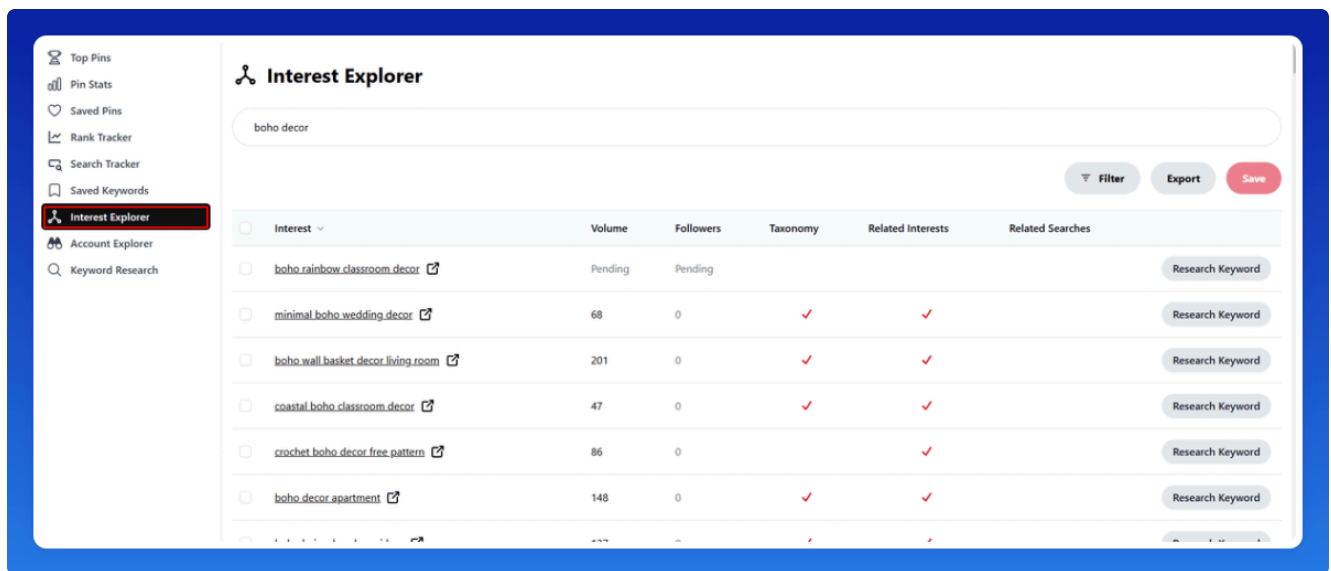 Top Pins
Pin Stats
Saved Pins
Rank Tracker
Search Tracker
Saved Keywords
Interest Explorer
Account Explorer
Keyword Research
Interest Explorer
boho decor
Filter Export Save
Interest Volume Followers Taxonomy Related Interests Related Searches
boho rainbow classroom decor Pending Pending Research Keyword
minimal boho wedding decor 68 0 Research Keyword
boho wall basket decor living room 201 0 Research Keyword
coastal boho classroom decor 47 0 Research Keyword
crochet boho decor free pattern 86 0 Research Keyword
boho decor apartment 148 0 Research Keyword